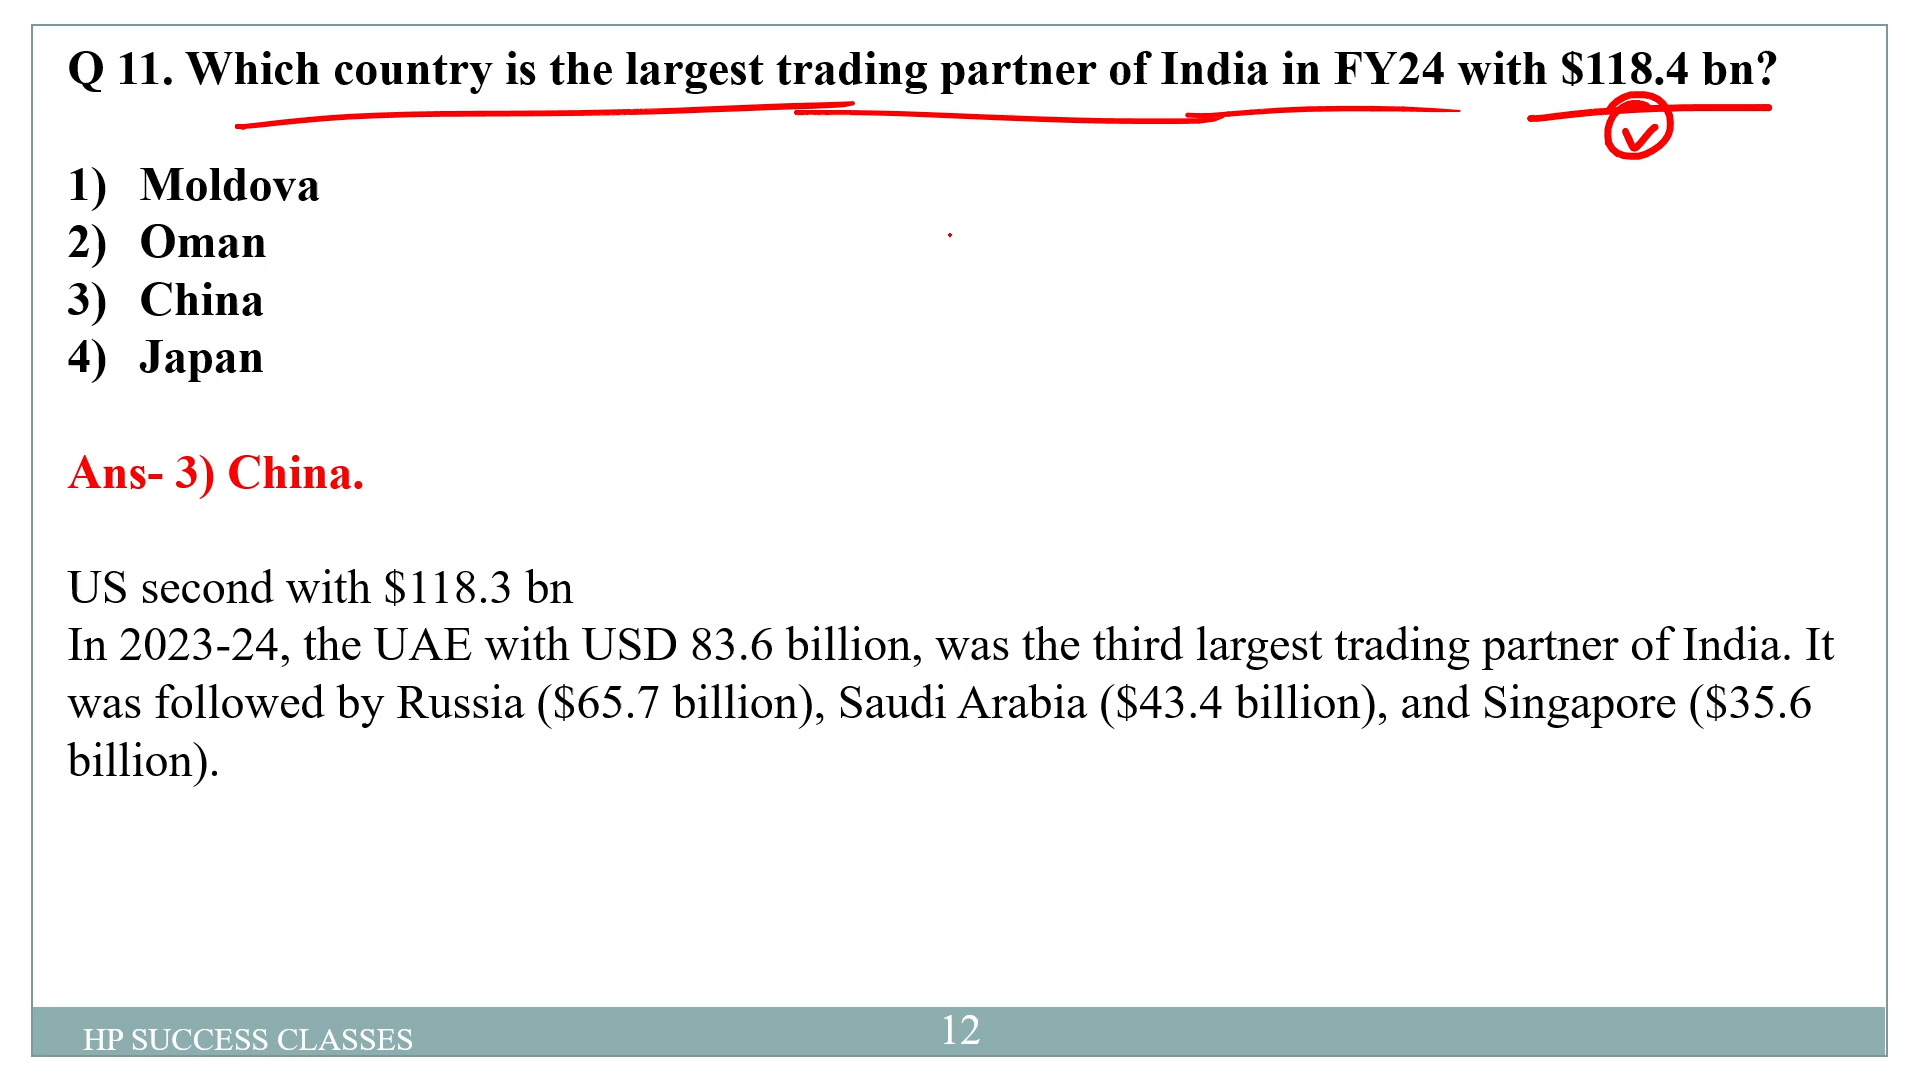 Q 11. Which country is the largest trading partner of India in FY24 with $118.4 bn?
1) Moldova
2) Oman
3) China
4) Japan
Ans- 3) China.
US second with $118.3 bn
In 2023-24, the UAE with USD 83.6 billion, was the third largest trading partner of India. It
was followed by Russia ($65.7 billion), Saudi Arabia ($43.4 billion), and Singapore ($35.6
billion).
HP SUCCESS CLASSES
12